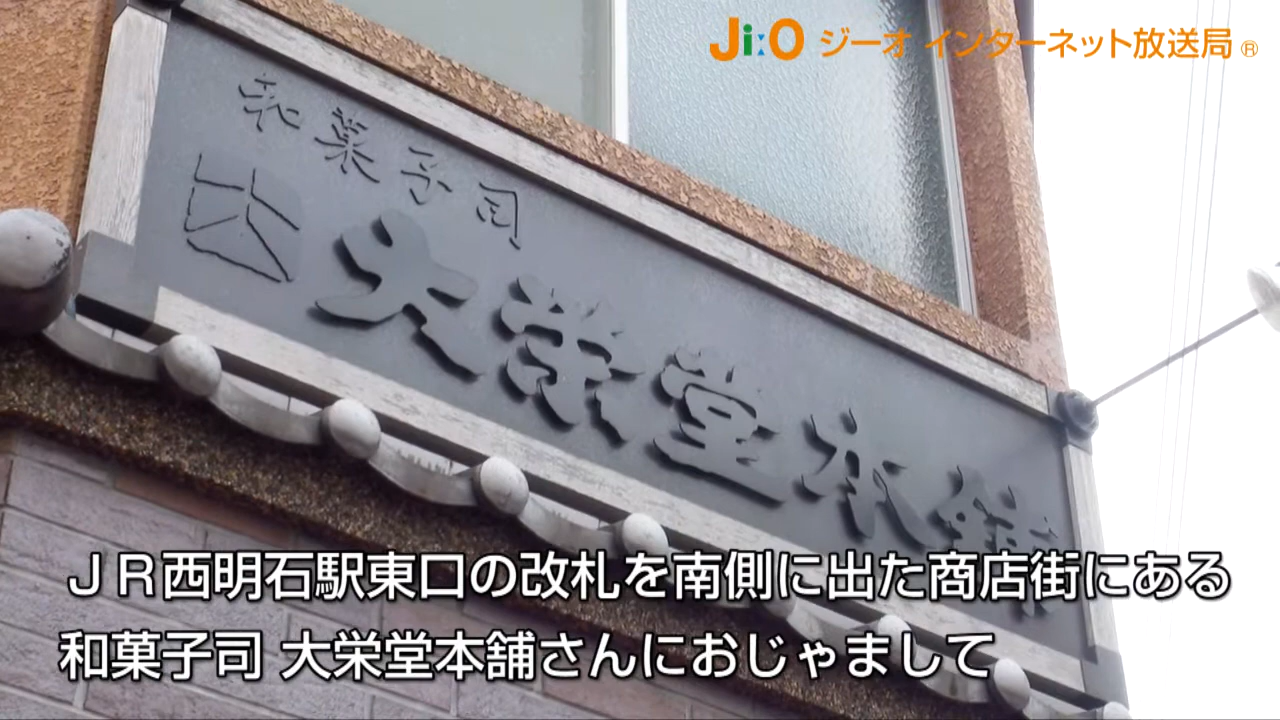 Ji:O ジーオ インターネット放送局 ®
和菓子司
大栄堂本舗
JR西明石駅東口の改札を南側に出た商店街にある
和菓子司 大栄堂本舗さんにおじゃまして